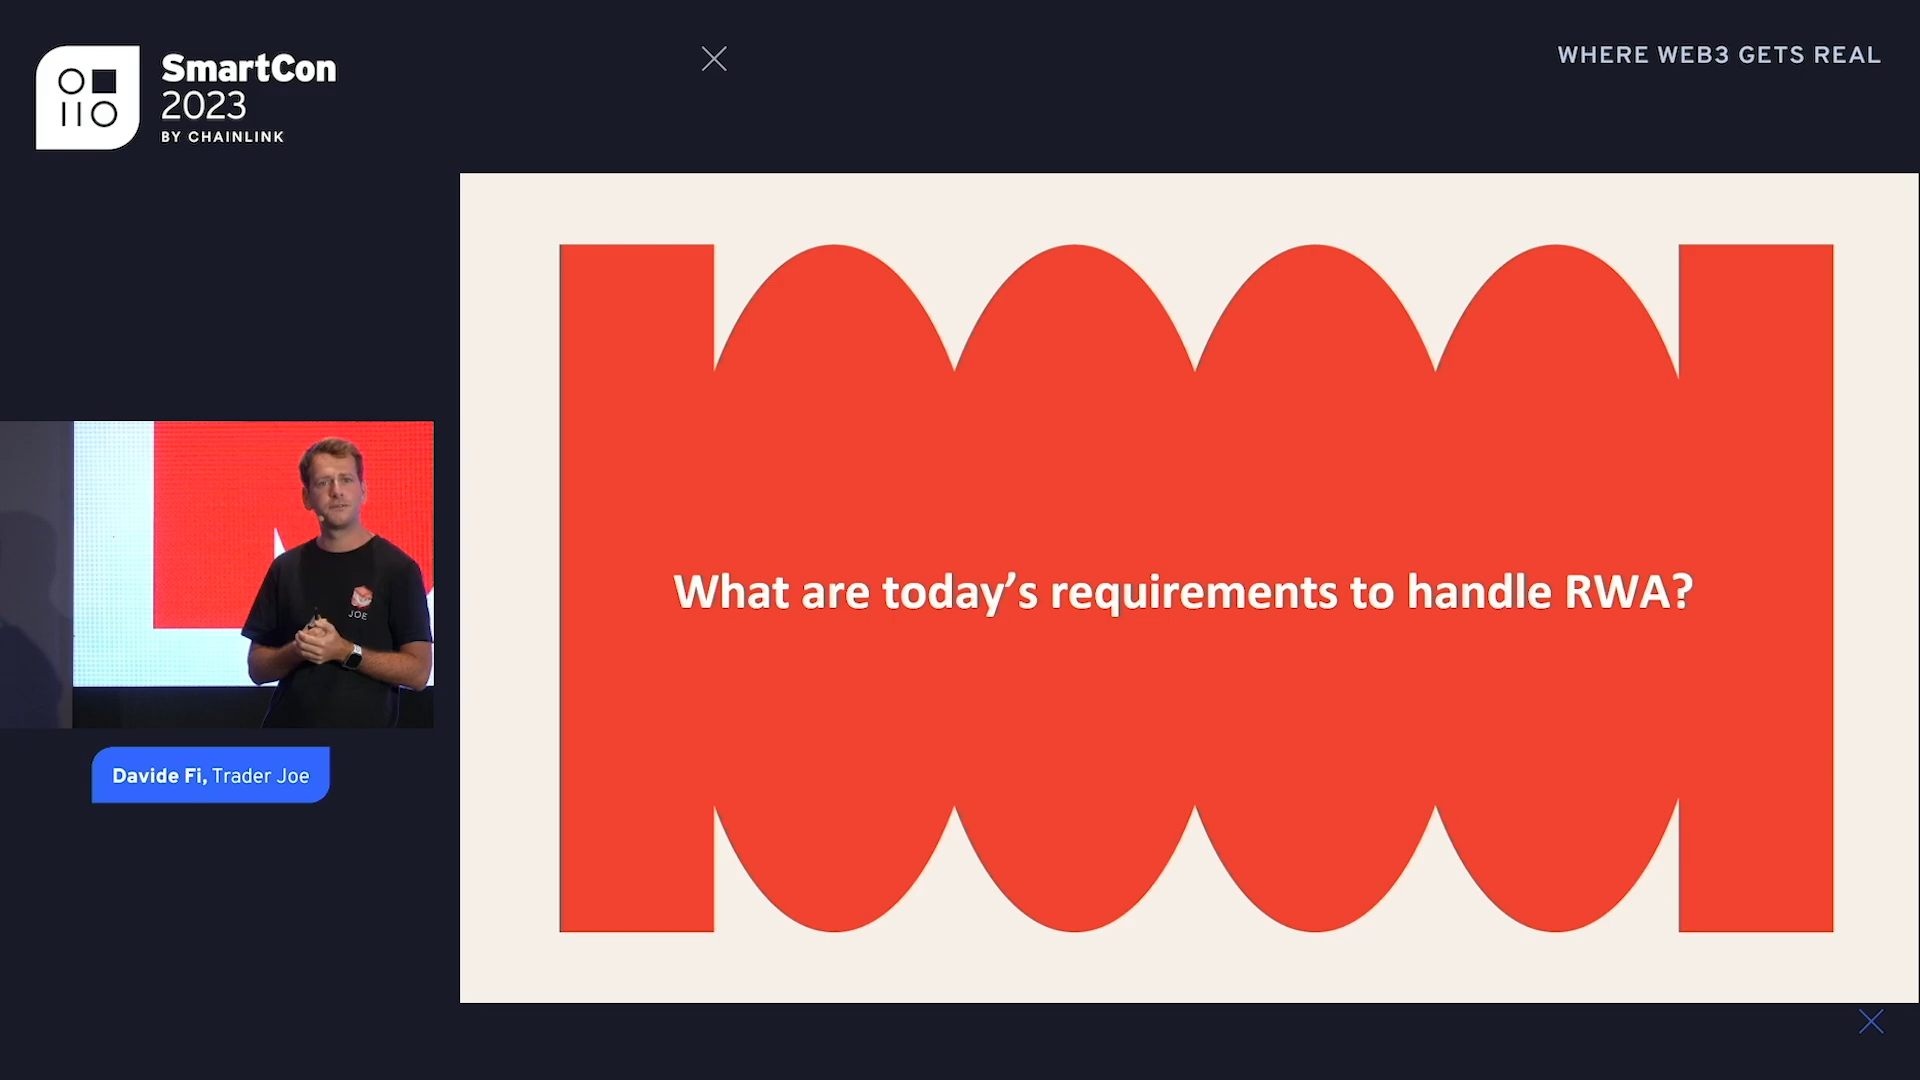 SmartCon
2023
BY CHAINLINK
WHERE WEB3 GETS REAL
What are today’s requirements to handle RWA?
JOE
Davide Fi, Trader Joe